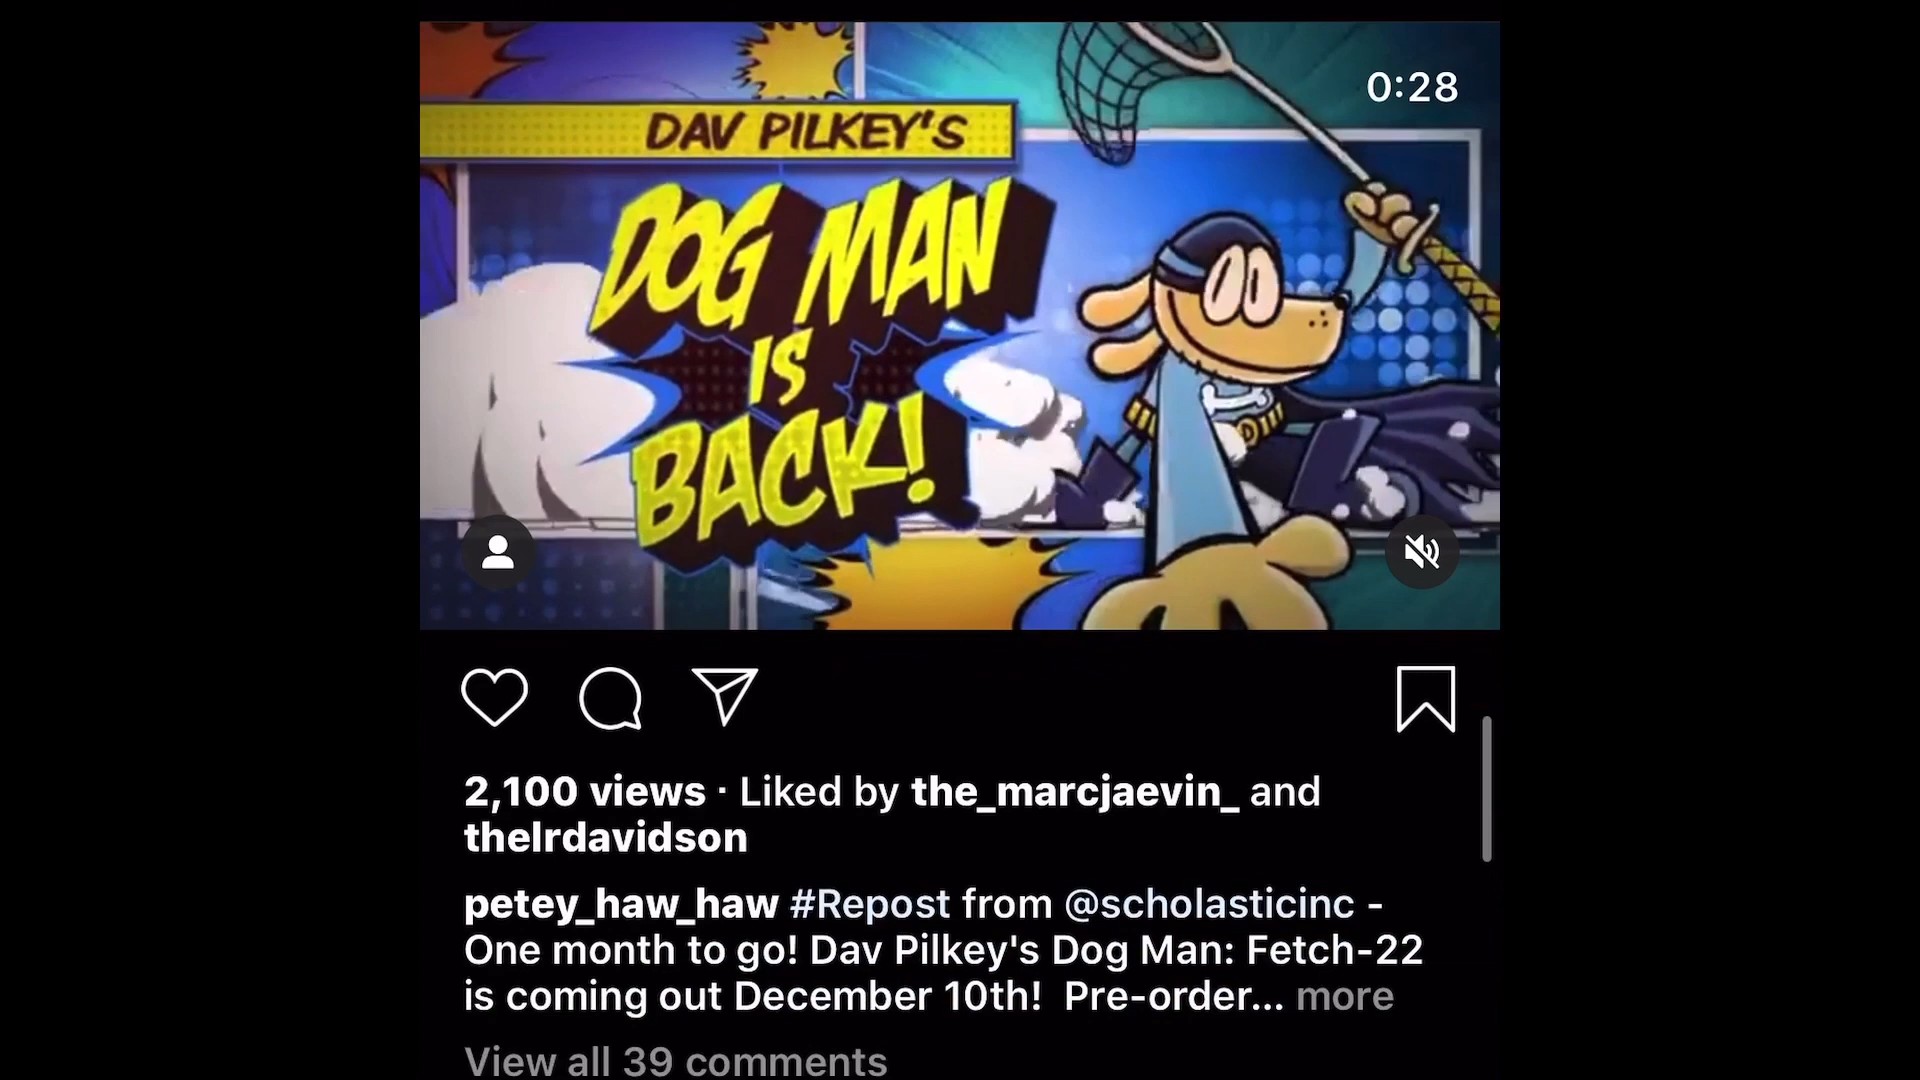 0:28
DAV PILKEY'S
DOG MAN
IS
BACK!
2,100 views · Liked by the_marcjaevin_ and
thelrdavidson
petey_haw_haw #Repost from @scholasticinc -
One month to go! Dav Pilkey's Dog Man: Fetch-22
is coming out December 10th!  Pre-order... more
View all 39 comments